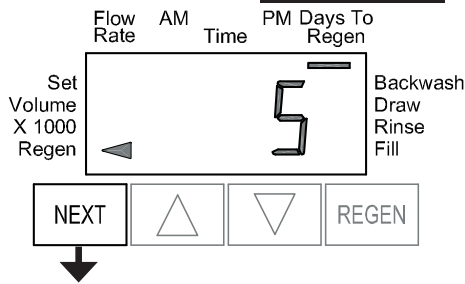 Flow AM PM Days To
Rate Time Regen
Set Backwash
Volume 5 Draw
X 1000 Rinse
Regen Fill
NEXT REGEN